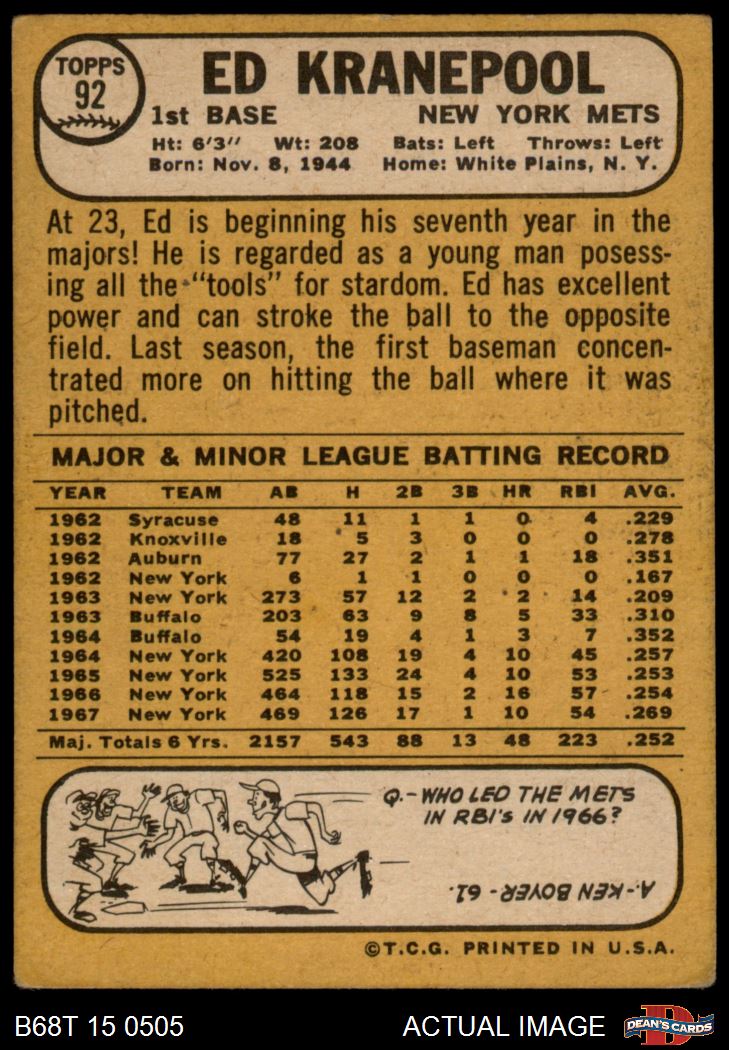 TOPPS
92
ED KRANEPOOL
1st BASE NEW YORK METS
Ht: 6'3" Wt: 208 Bats: Left Throws: Left
Born: Nov. 8, 1944 Home: White Plains, N. Y.
At 23, Ed is beginning his seventh year in the
majors! He is regarded as a young man posess-
ing all the "tools" for stardom. Ed has excellent
power and can stroke the ball to the opposite
field. Last season, the first baseman concen-
trated more on hitting the ball where it was
pitched.
MAJOR & MINOR LEAGUE BATTING RECORD
YEAR TEAM AB H 2B 3B HR RBI AVG.
1962 Syracuse 48 11 1 1 0 4 .229
1962 Knoxville 18 5 3 0 0 0 .278
1962 Auburn 77 27 2 1 1 18 .351
1962 New York 6 1 1 0 0 0 .167
1963 New York 273 57 12 2 2 14 .209
1963 Buffalo 203 63 9 8 5 33 .310
1964 Buffalo 54 19 4 1 3 7 .352
1964 New York 420 108 19 4 10 45 .257
1965 New York 525 133 24 4 10 53 .253
1966 New York 464 118 15 2 16 57 .254
1967 New York 469 126 17 1 10 54 .269
Maj. Totals 6 Yrs. 2157 543 88 13 48 223 .252
Q.-WHO LED THE METS
IN RBI'S IN 1966?
A.-KEN BOYER-61.
©T.C.G. PRINTED IN U.S.A.
B68T 15 0505 ACTUAL IMAGE
D
DEAN'S CARDS